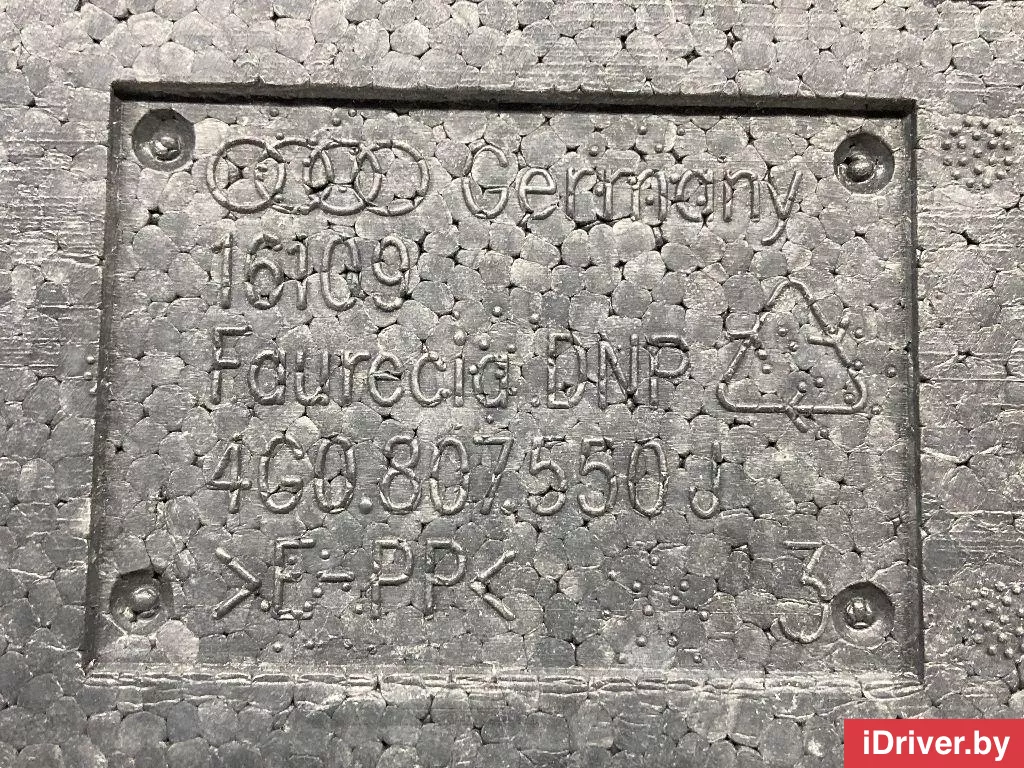 Germany
16109
Faurecia DNP
4G0.807.550 J
>E-PP< 3
iDriver.by